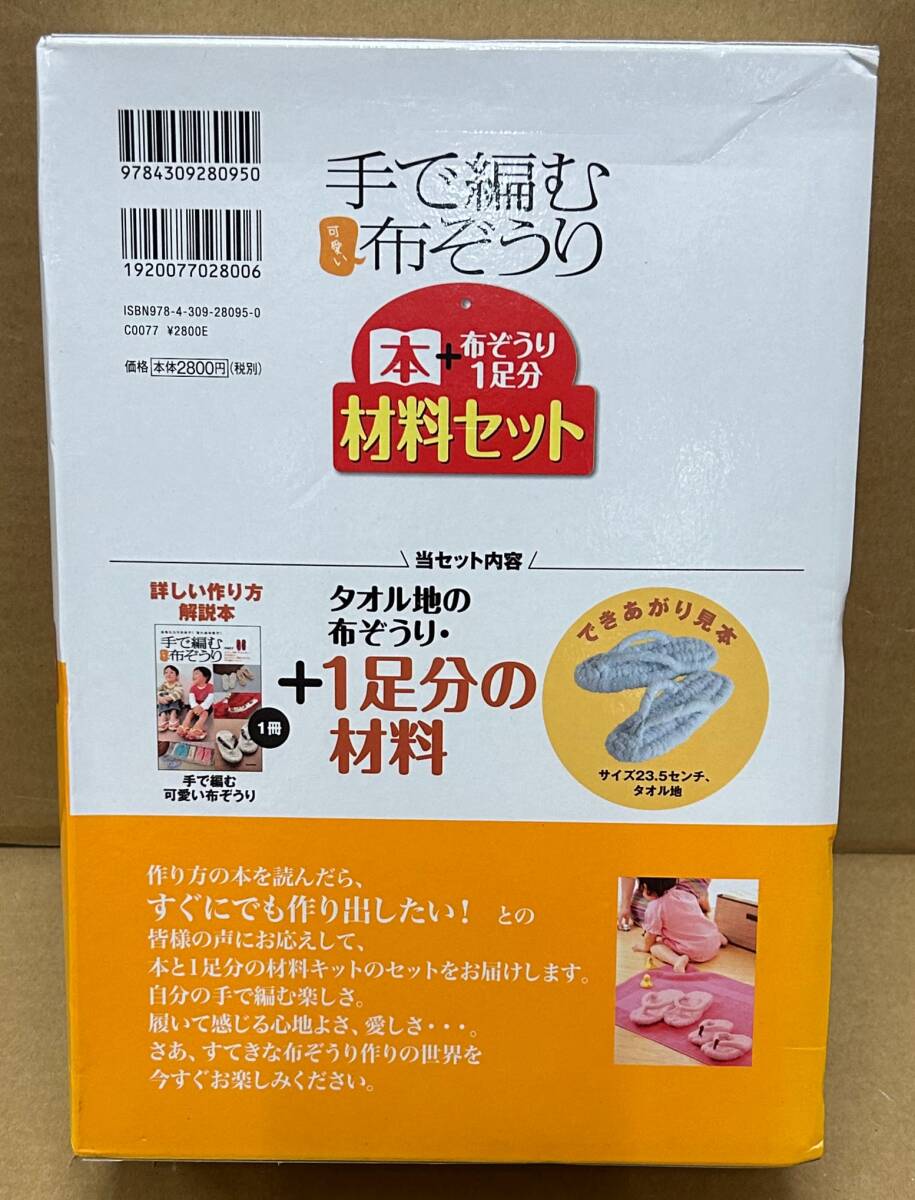 9784309280950
1920077028006
ISBN978-4-309-28095-0
C0077 ¥2800E
価格 本体2800円(税別)
手で編む
可愛い
布ぞうり
本+布ぞうり
1足分
材料セット
当セット内容
詳しい作り方
解説本
手で編む
布ぞうり
1冊
手で編む
可愛い布ぞうり
+
タオル地の
布ぞうり・
1足分の
材料
できあがり見本
サイズ23.5センチ、
タオル地
作り方の本を読んだら、
すぐにでも作り出したい! との
皆様の声にお応えして、
本と1足分の材料キットのセットをお届けします。
自分の手で編む楽しさ。
履いて感じる心地よさ、愛しさ・・・。
さあ、すてきな布ぞうり作りの世界を
今すぐお楽しみください。